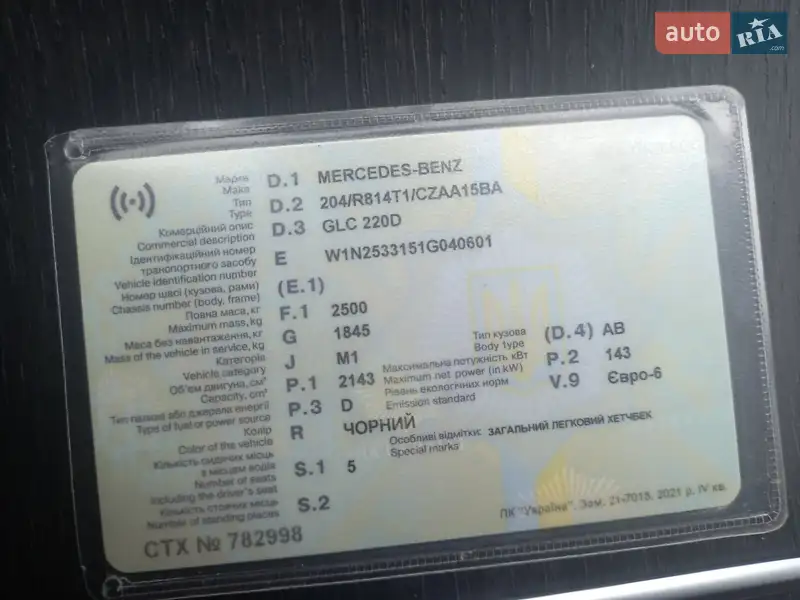 auto RIA .com
Марка D.1 MERCEDES-BENZ
Make
Тип D.2 204/R814T1/CZAA15BA
Type
Комерційний опис D.3 GLC 220D
Commercial description
Ідентифікаційний номер
транспортного засобу E W1N2533151G040601
Vehicle identification number
Номер шасі (кузова, рами) (E.1)
Chassis number (body, frame)
Повна маса, кг F.1 2500
Maximum mass, kg
Маса без навантаження, кг G 1845
Mass of the vehicle in service, kg
Тип кузова (D.4) AB
Body type
Категорія J M1
Vehicle category
Максимальна потужність кВт P.2 143
Maximum net power (in kW)
Об'єм двигуна, см³ P.1 2143
Capacity, cm³
Рівень екологічних норм V.9 Євро-6
Emission standard
Тип пального або джерела енергії P.3 D
Type of fuel or power source
Колір R ЧОРНИЙ
Color of the vehicle
Особливі відмітки: ЗАГАЛЬНИЙ ЛЕГКОВИЙ ХЕТЧБЕК
Special marks
Кількість сидячих місць
з місцем водія S.1 5
Number of seats
including the driver's seat
Кількість стоячих місць S.2
Number of standing places
СТХ № 782998
ПК "Україна". Зам. 21-7015. 2021 р. IV кв.